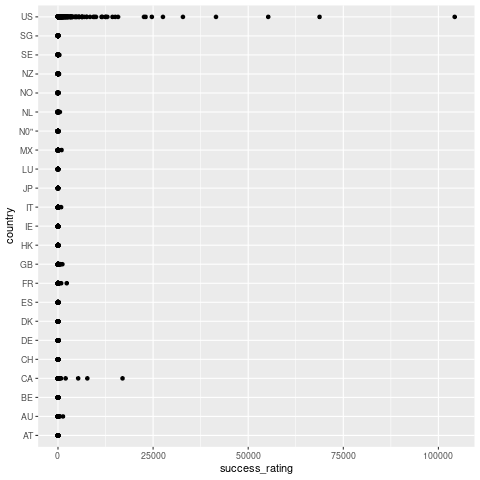 US
SG
SE
NZ
NO
NL
N0"
MX
LU
JP
IT
IE
HK
GB
FR
ES
DK
DE
CH
CA
BE
AU
AT
country
0 25000 50000 75000 100000
success_rating